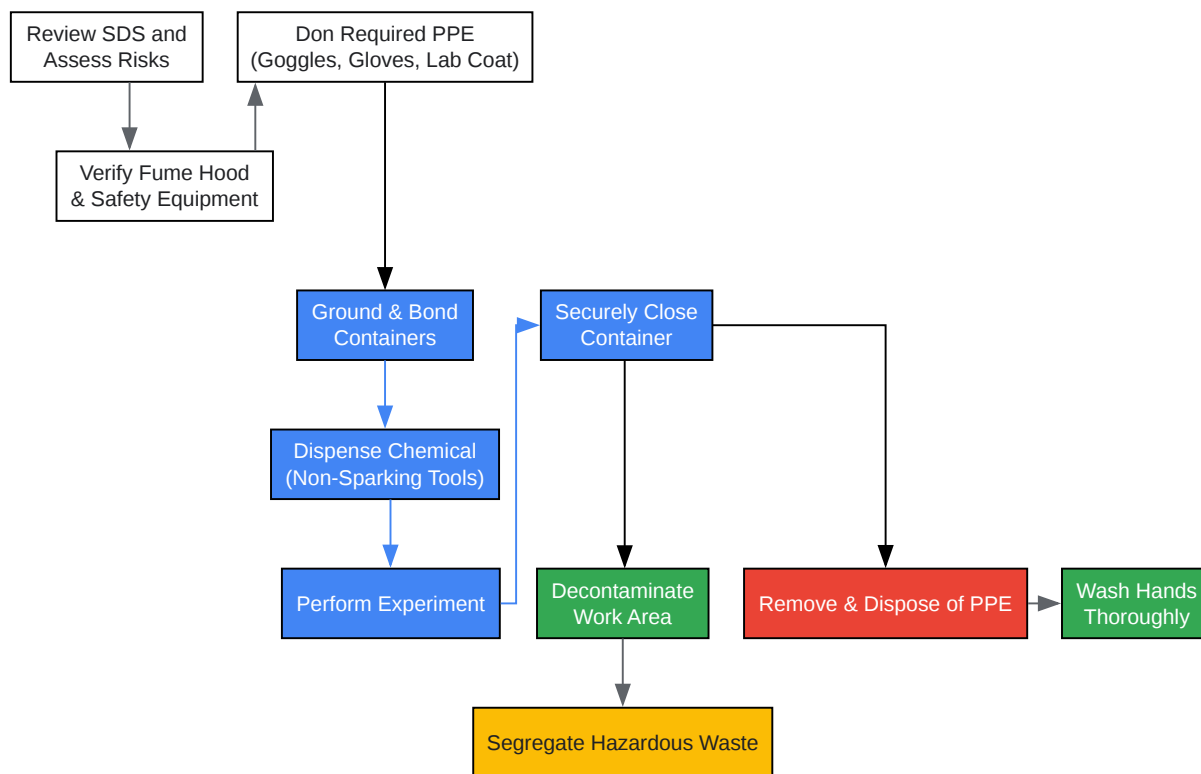 Review SDS and
Assess Risks
Don Required PPE
(Goggles, Gloves, Lab Coat)
Verify Fume Hood
& Safety Equipment
Ground & Bond
Containers
Securely Close
Container
Dispense Chemical
(Non-Sparking Tools)
Perform Experiment
Decontaminate
Work Area
Remove & Dispose of PPE
Wash Hands
Thoroughly
Segregate Hazardous Waste